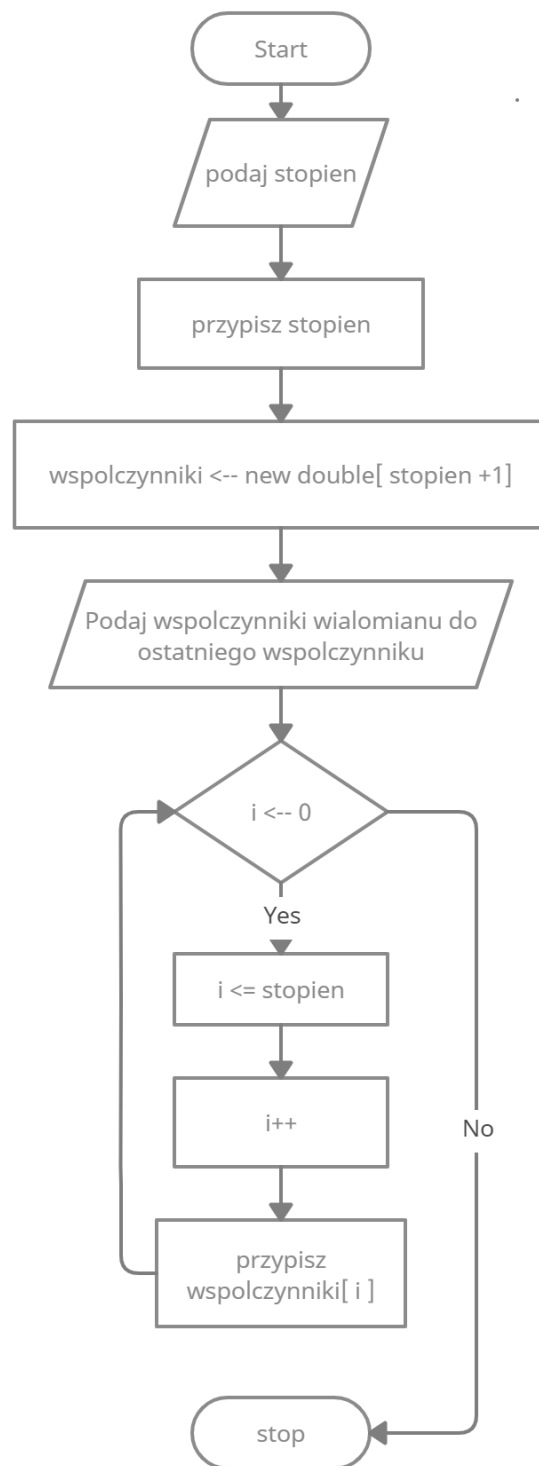 Start
podaj stopien
przypisz stopien
wspolczynniki <-- new double[ stopien +1]
Podaj wspolczynniki wialomianu do
ostatniego wspolczynniku
i <-- 0
Yes
i <= stopien
i++
No
przypisz
wspolczynniki[ i ]
stop